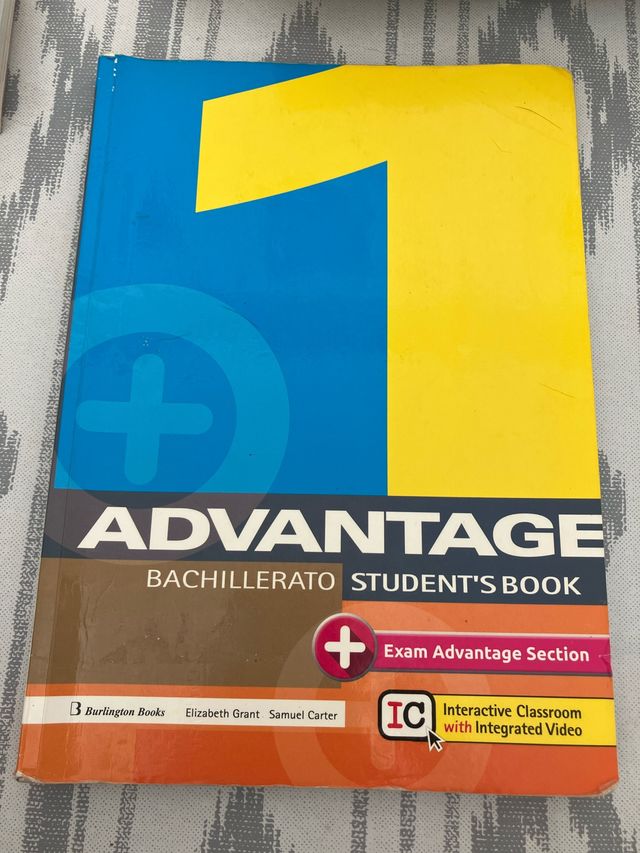 1
ADVANTAGE
BACHILLERATO STUDENT'S BOOK
Exam Advantage Section
B Burlington Books Elizabeth Grant Samuel Carter
IC Interactive Classroom
with Integrated Video